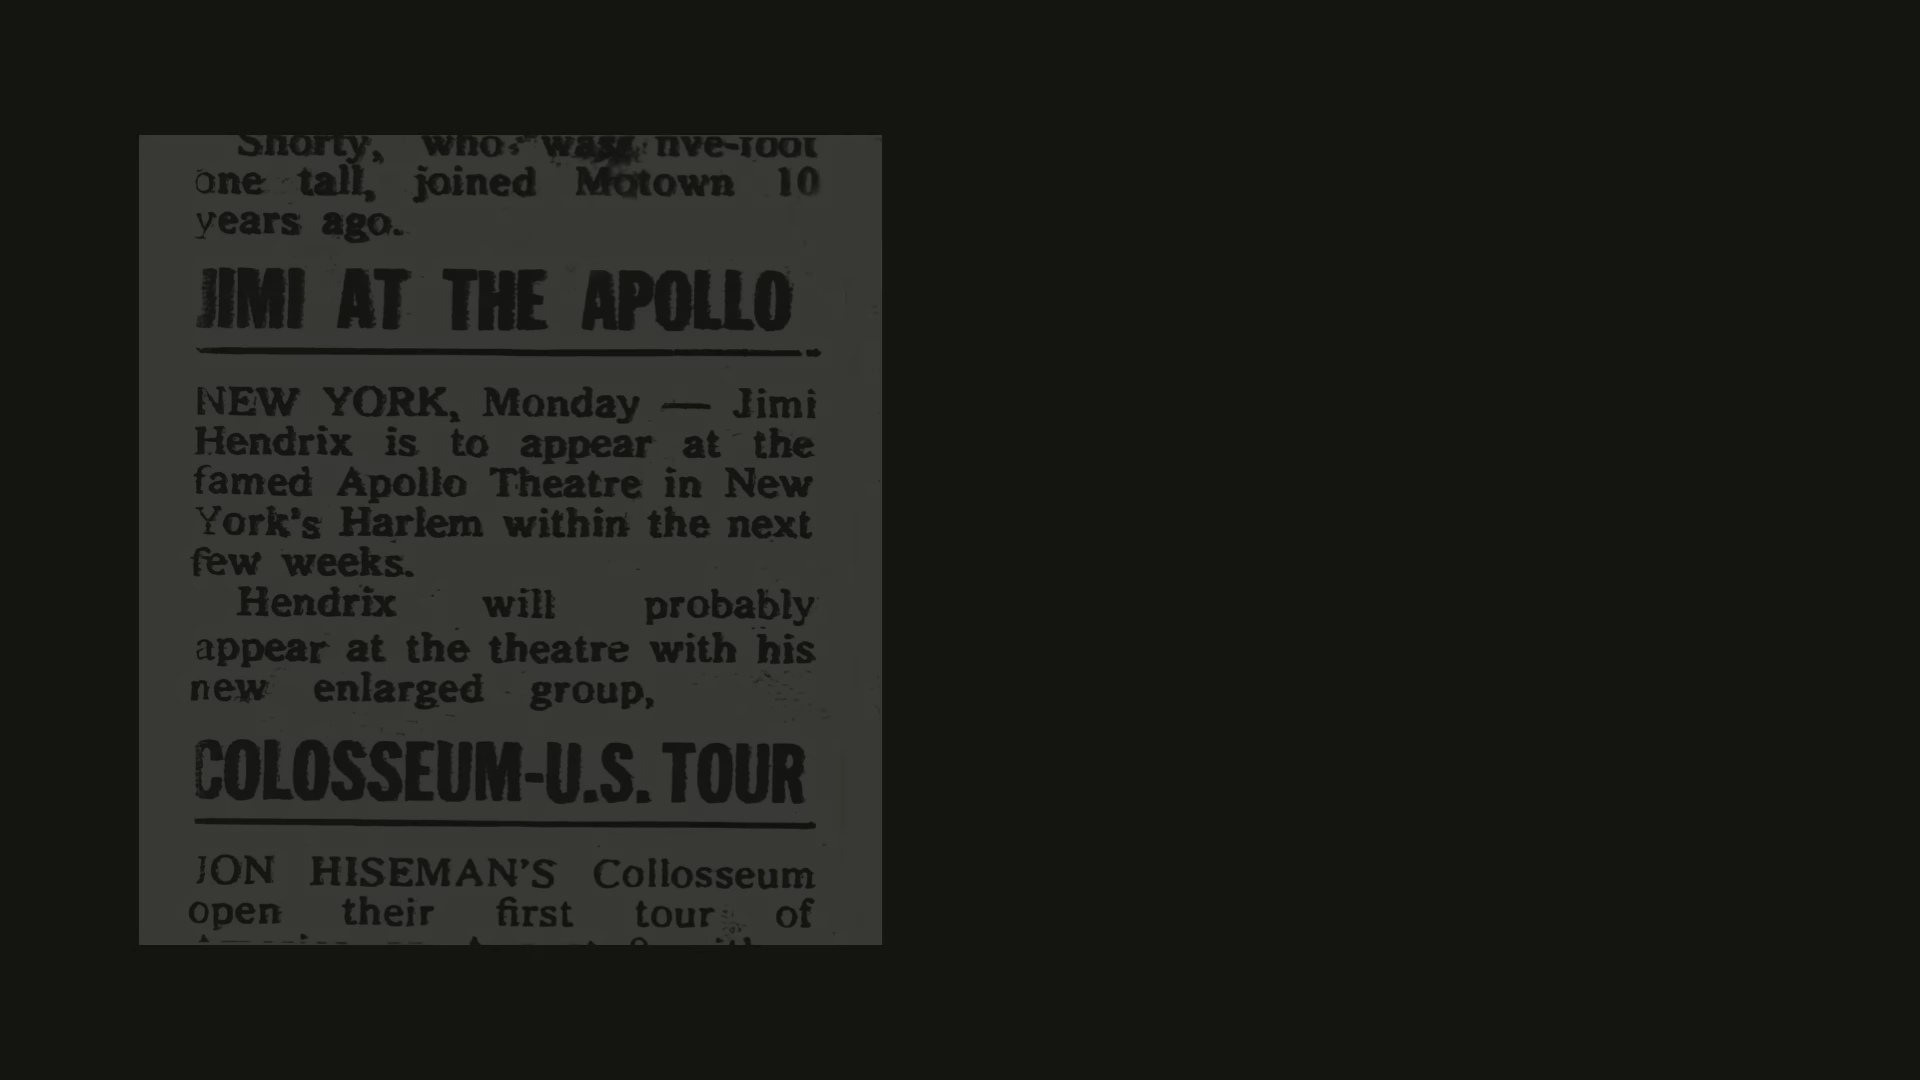 Shorty, who was five-foot
one tall, joined Motown 10
years ago.
JIMI AT THE APOLLO
NEW YORK, Monday — Jimi
Hendrix is to appear at the
famed Apollo Theatre in New
York's Harlem within the next
few weeks.
Hendrix will probably
appear at the theatre with his
new enlarged group,
COLOSSEUM-U.S. TOUR
JON HISEMAN'S Collosseum
open their first tour of